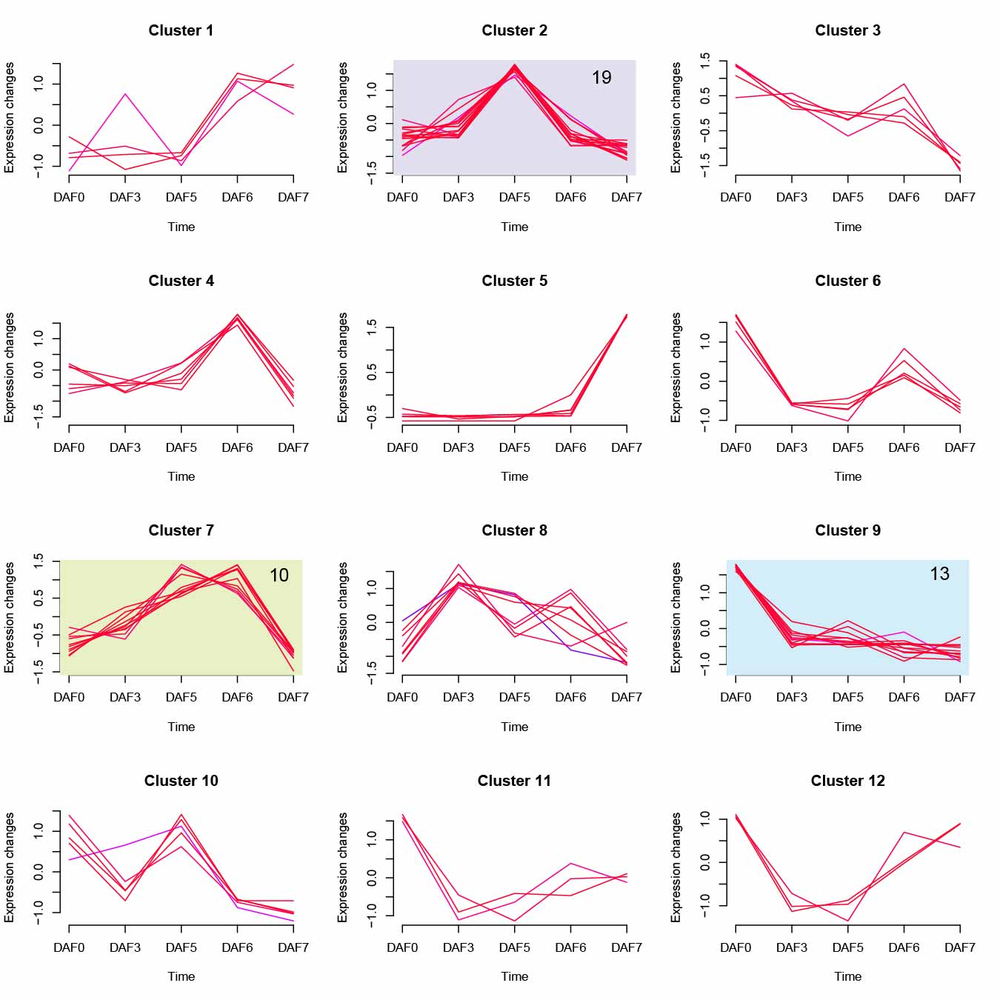 Cluster 1
Expression changes
1.0
0.0
−1.0
DAF0 DAF3 DAF5 DAF6 DAF7
Time
Cluster 2
19
Expression changes
1.0
0.0
−1.5
DAF0 DAF3 DAF5 DAF6 DAF7
Time
Cluster 3
Expression changes
1.5
0.5
−0.5
−1.5
DAF0 DAF3 DAF5 DAF6 DAF7
Time
Cluster 4
Expression changes
1.0
0.0
−1.5
DAF0 DAF3 DAF5 DAF6 DAF7
Time
Cluster 5
Expression changes
1.5
0.5
−0.5
DAF0 DAF3 DAF5 DAF6 DAF7
Time
Cluster 6
Expression changes
1.0
0.0
−1.0
DAF0 DAF3 DAF5 DAF6 DAF7
Time
Cluster 7
10
Expression changes
1.5
0.5
−0.5
−1.5
DAF0 DAF3 DAF5 DAF6 DAF7
Time
Cluster 8
Expression changes
1.0
0.0
−1.5
DAF0 DAF3 DAF5 DAF6 DAF7
Time
Cluster 9
13
Expression changes
1.0
0.0
−1.0
DAF0 DAF3 DAF5 DAF6 DAF7
Time
Cluster 10
Expression changes
1.0
0.0
−1.0
DAF0 DAF3 DAF5 DAF6 DAF7
Time
Cluster 11
Expression changes
1.0
0.0
−1.0
DAF0 DAF3 DAF5 DAF6 DAF7
Time
Cluster 12
Expression changes
1.0
0.0
−1.0
DAF0 DAF3 DAF5 DAF6 DAF7
Time